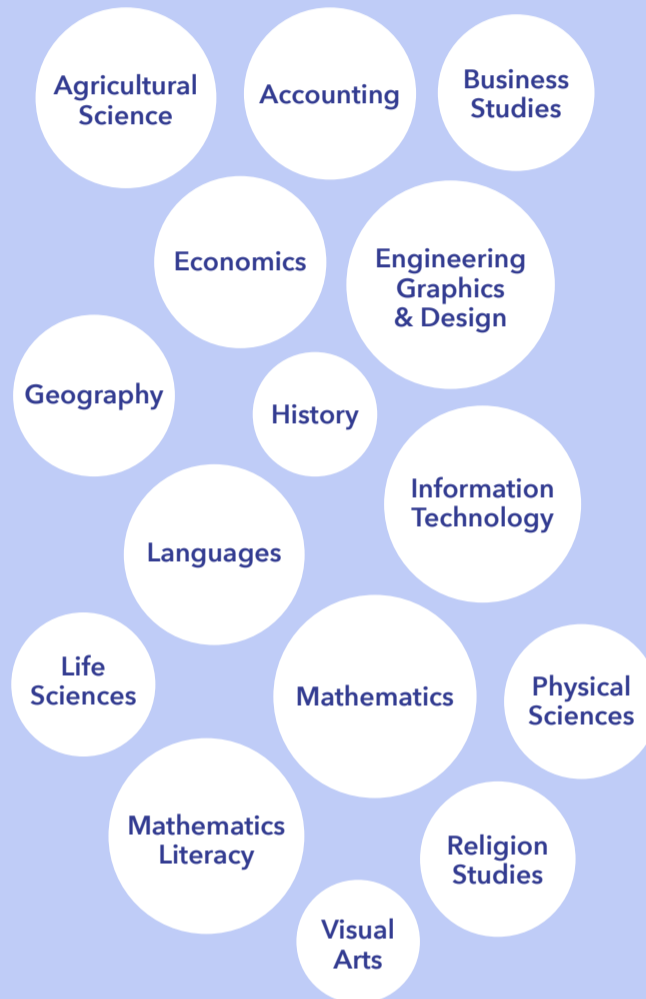 Agricultural
Science
Accounting
Business
Studies
Economics
Engineering
Graphics
& Design
Geography
History
Information
Technology
Languages
Life
Sciences
Mathematics
Physical
Sciences
Mathematics
Literacy
Religion
Studies
Visual
Arts